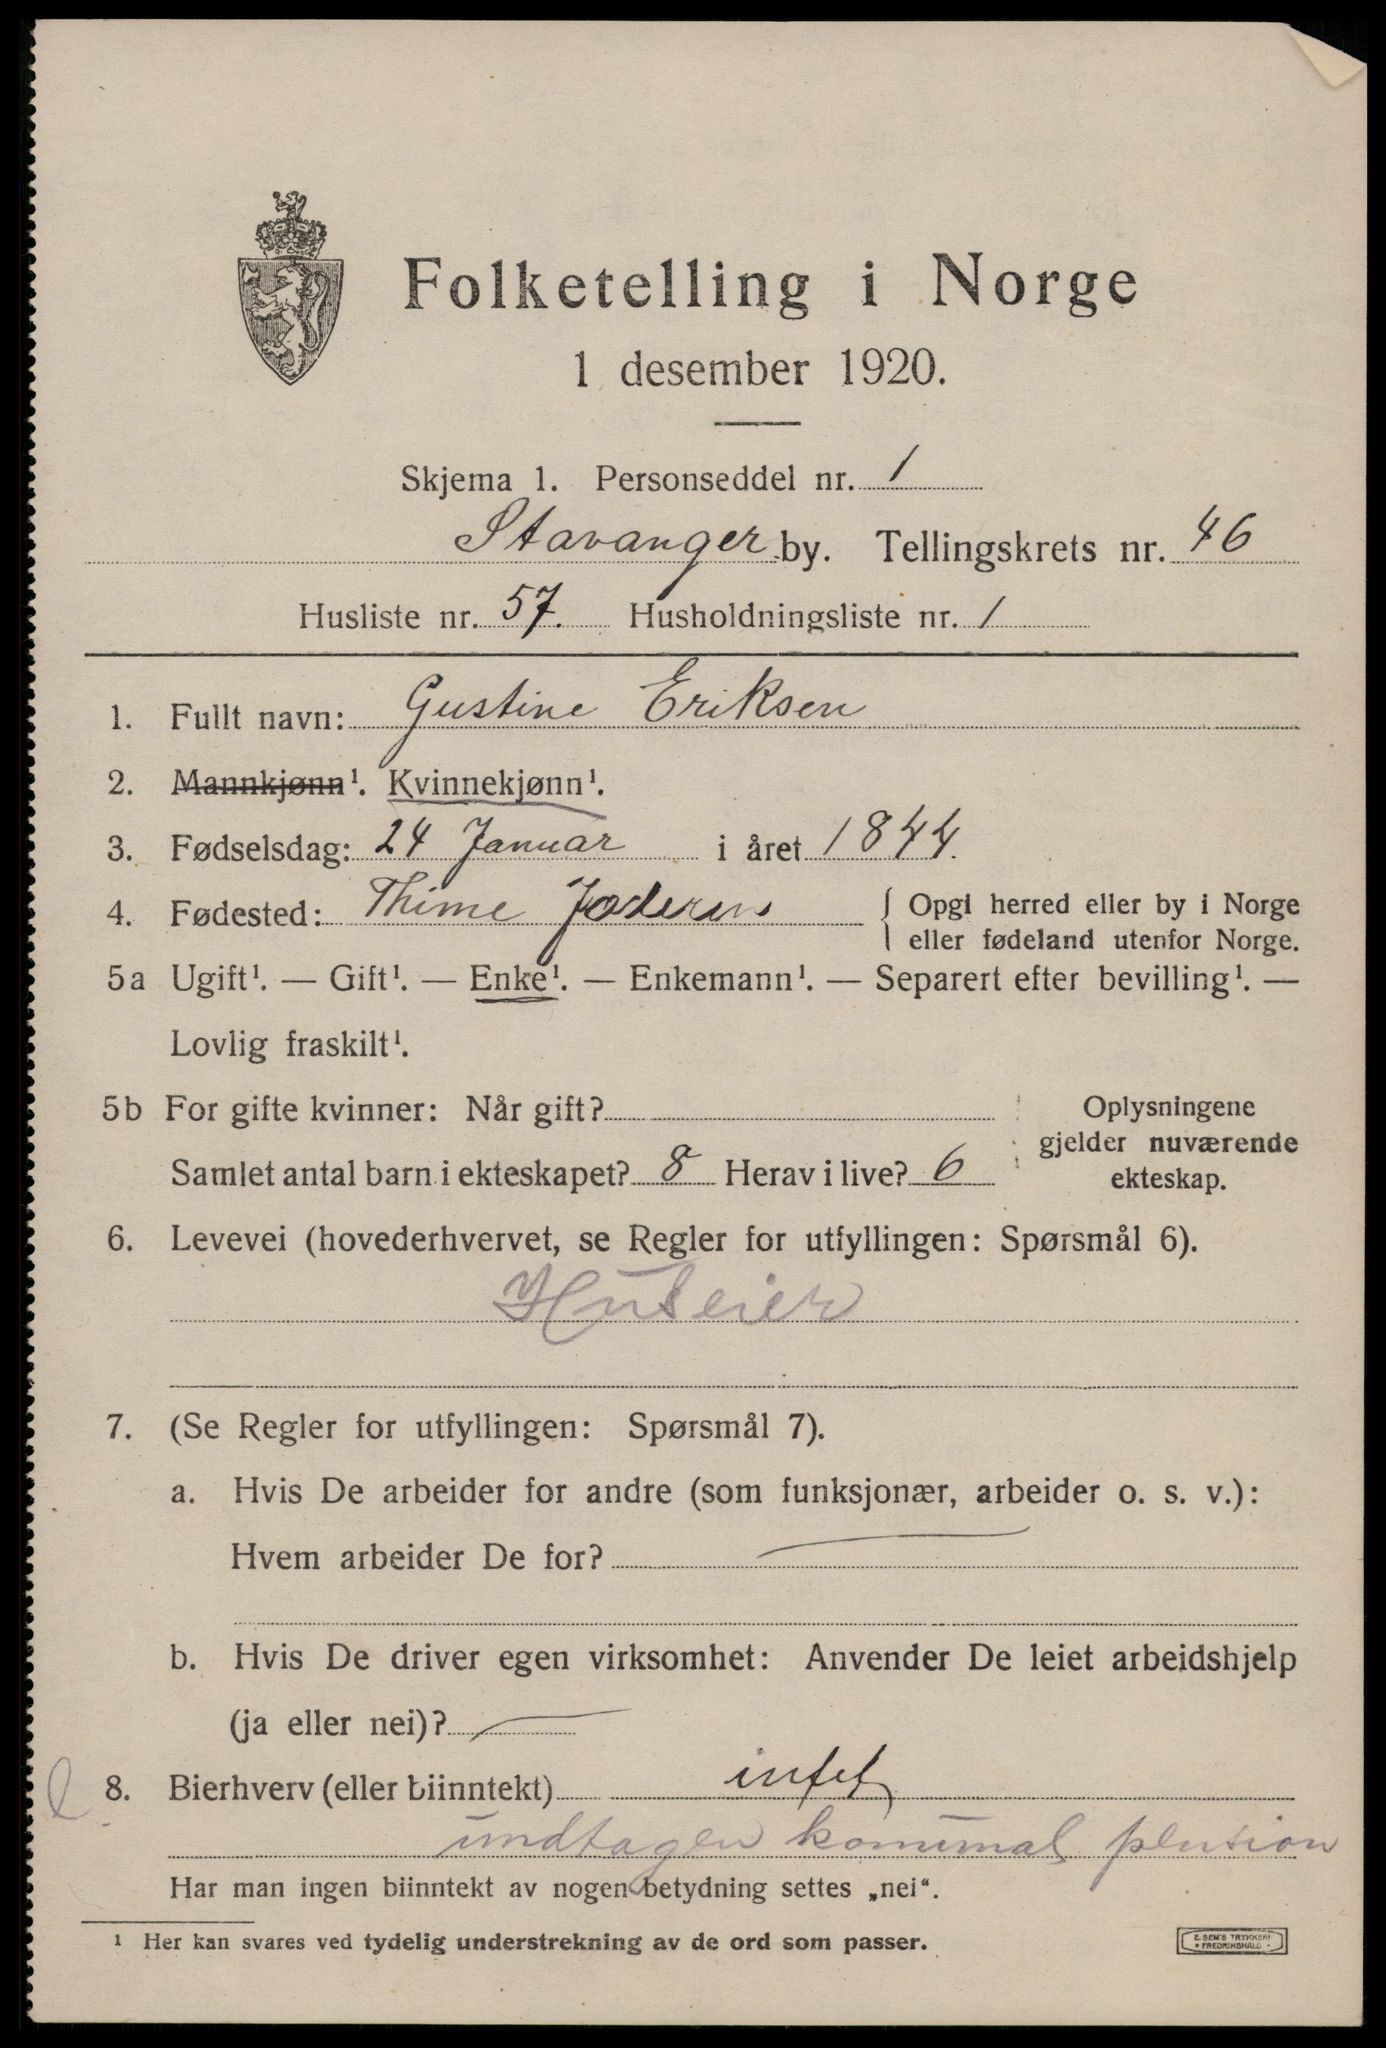 Folketelling i Norge
1 desember 1920.
Skjema 1. Personseddel nr. 1
Stavanger by. Tellingskrets nr. 46
Husliste nr. 57. Husholdningsliste nr. 1
1. Fullt navn: Gustine Eriksen
2. Mannkjønn¹. Kvinnekjønn¹.
3. Fødselsdag: 24 Januar i året 1844.
4. Fødested: Thime Jæderen { Opgi herred eller by i Norge
eller fødeland utenfor Norge.
5a Ugift¹. — Gift¹. — Enke¹. — Enkemann¹. — Separert efter bevilling¹. —
Lovlig fraskilt¹.
5b For gifte kvinner: Når gift? Oplysningene
gjelder nuværende
Samlet antal barn i ekteskapet? 8 Herav i live? 6 ekteskap.
6. Levevei (hovederhvervet, se Regler for utfyllingen: Spørsmål 6).
Huseier
7. (Se Regler for utfyllingen: Spørsmål 7).
a. Hvis De arbeider for andre (som funksjonær, arbeider o. s. v.):
Hvem arbeider De for? —
b. Hvis De driver egen virksomhet: Anvender De leiet arbeidshjelp
(ja eller nei)? —
8. Bierhverv (eller biinntekt) intet
undtagen komunal pension
Har man ingen biinntekt av nogen betydning settes „nei“.
¹ Her kan svares ved tydelig understrekning av de ord som passer.
E. SEM'S TRYKKERI
FREDRIKSHALD